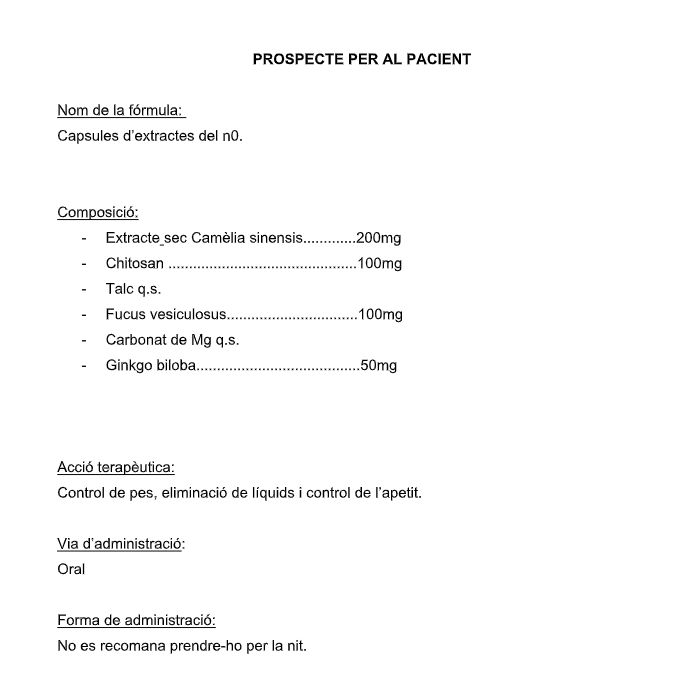 PROSPECTE PER AL PACIENT
Nom de la fórmula:
Capsules d'extractes del n0.
Composició:
- Extracte sec Camèlia sinensis.............200mg
- Chitosan ..............................................100mg
- Talc q.s.
- Fucus vesiculosus................................100mg
- Carbonat de Mg q.s.
- Ginkgo biloba........................................50mg
Acció terapèutica:
Control de pes, eliminació de líquids i control de l'apetit.
Via d'administració:
Oral
Forma de administració:
No es recomana prendre-ho per la nit.